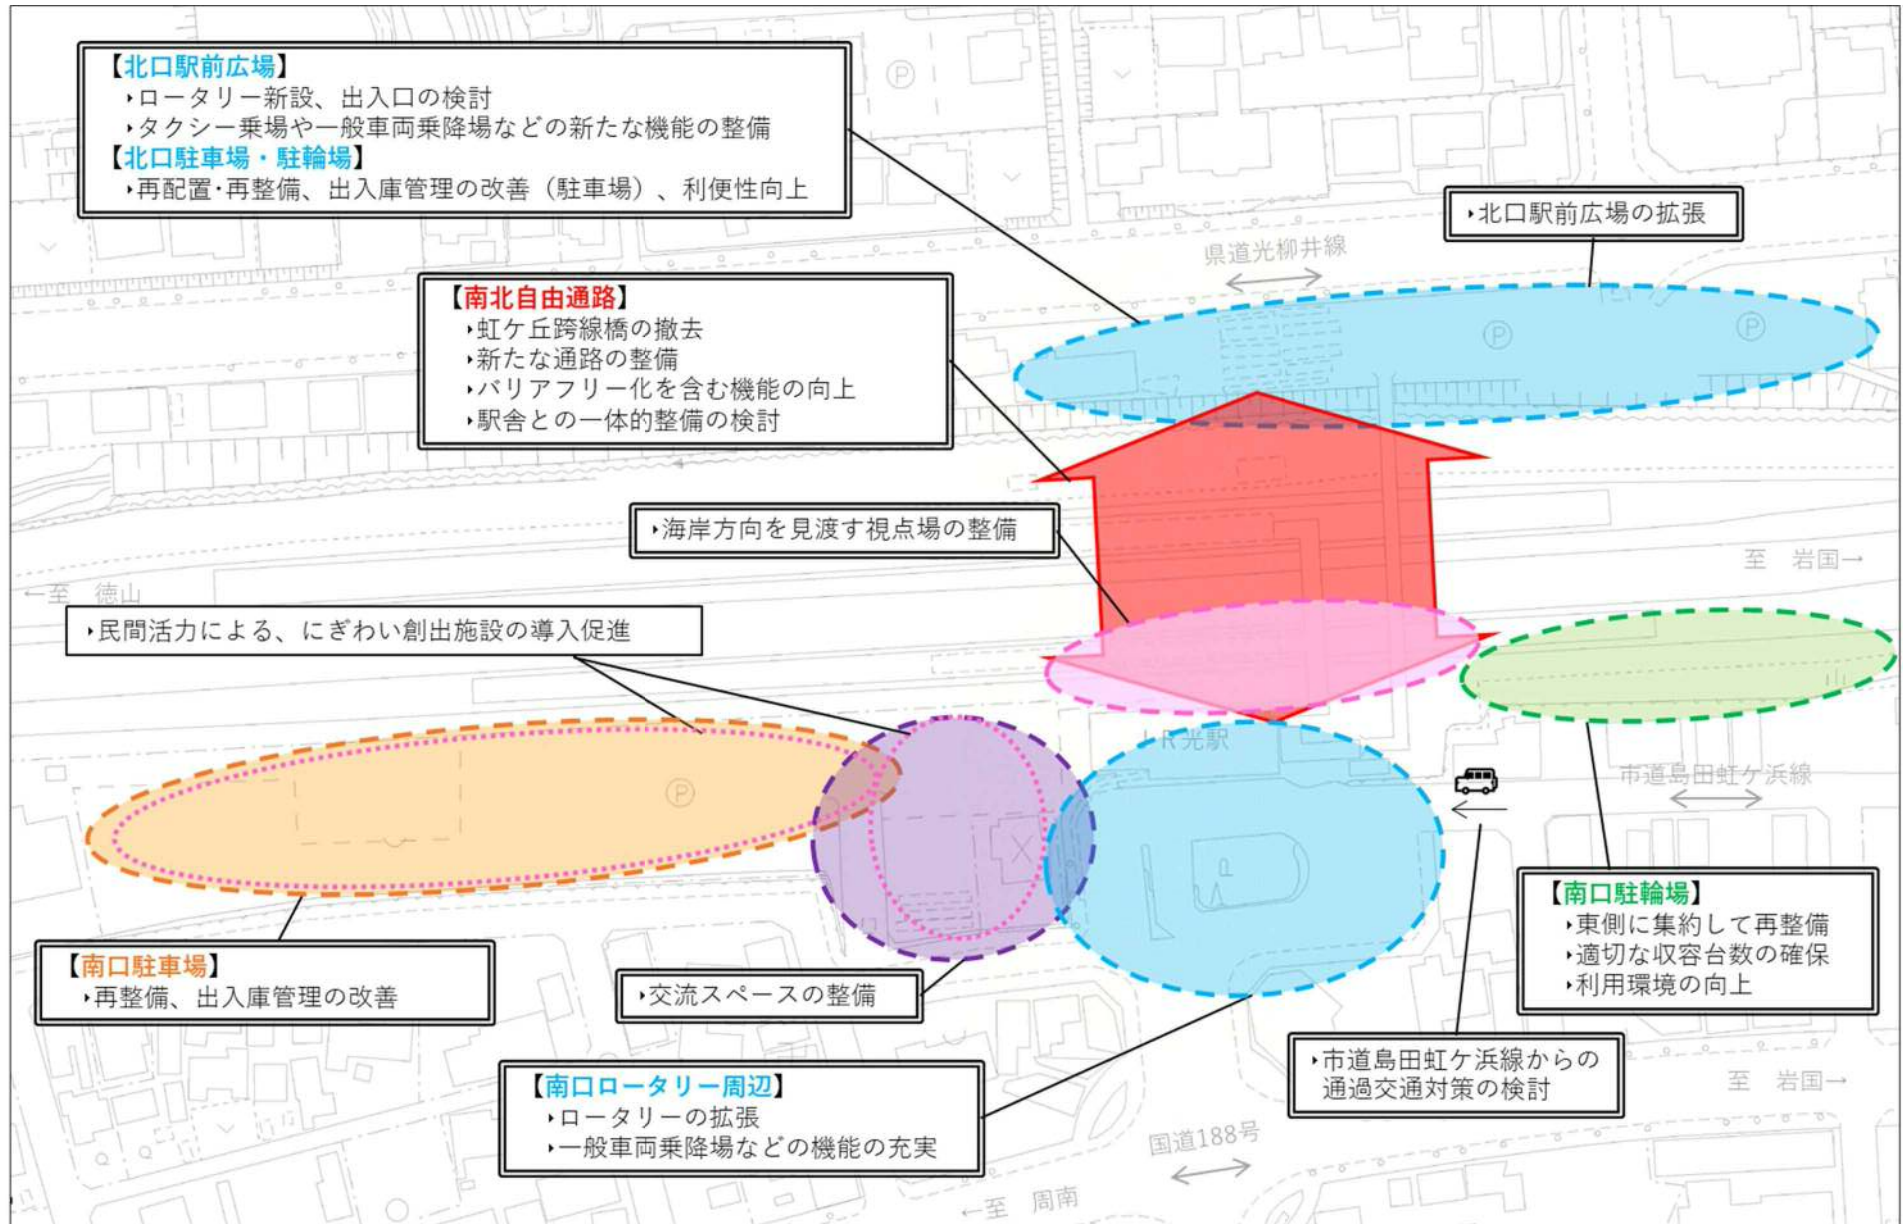 【北口駅前広場】
‣ロータリー新設、出入口の検討
‣タクシー乗場や一般車両乗降場などの新たな機能の整備
【北口駐車場・駐輪場】
‣再配置･再整備、出入庫管理の改善（駐車場）、利便性向上
Ⓟ
‣北口駅前広場の拡張
県道光柳井線
【南北自由通路】
‣虹ケ丘跨線橋の撤去
‣新たな通路の整備
‣バリアフリー化を含む機能の向上
‣駅舎との一体的整備の検討
Ⓟ
Ⓟ
‣海岸方向を見渡す視点場の整備
至 岩国→
←至 徳山
‣民間活力による、にぎわい創出施設の導入促進
ＪＲ光駅
市道島田虹ケ浜線
Ⓟ
【南口駐輪場】
‣東側に集約して再整備
‣適切な収容台数の確保
‣利用環境の向上
【南口駐車場】
‣再整備、出入庫管理の改善
‣交流スペースの整備
‣市道島田虹ケ浜線からの
通過交通対策の検討
至 岩国→
【南口ロータリー周辺】
‣ロータリーの拡張
‣一般車両乗降場などの機能の充実
国道188号
←至 周南